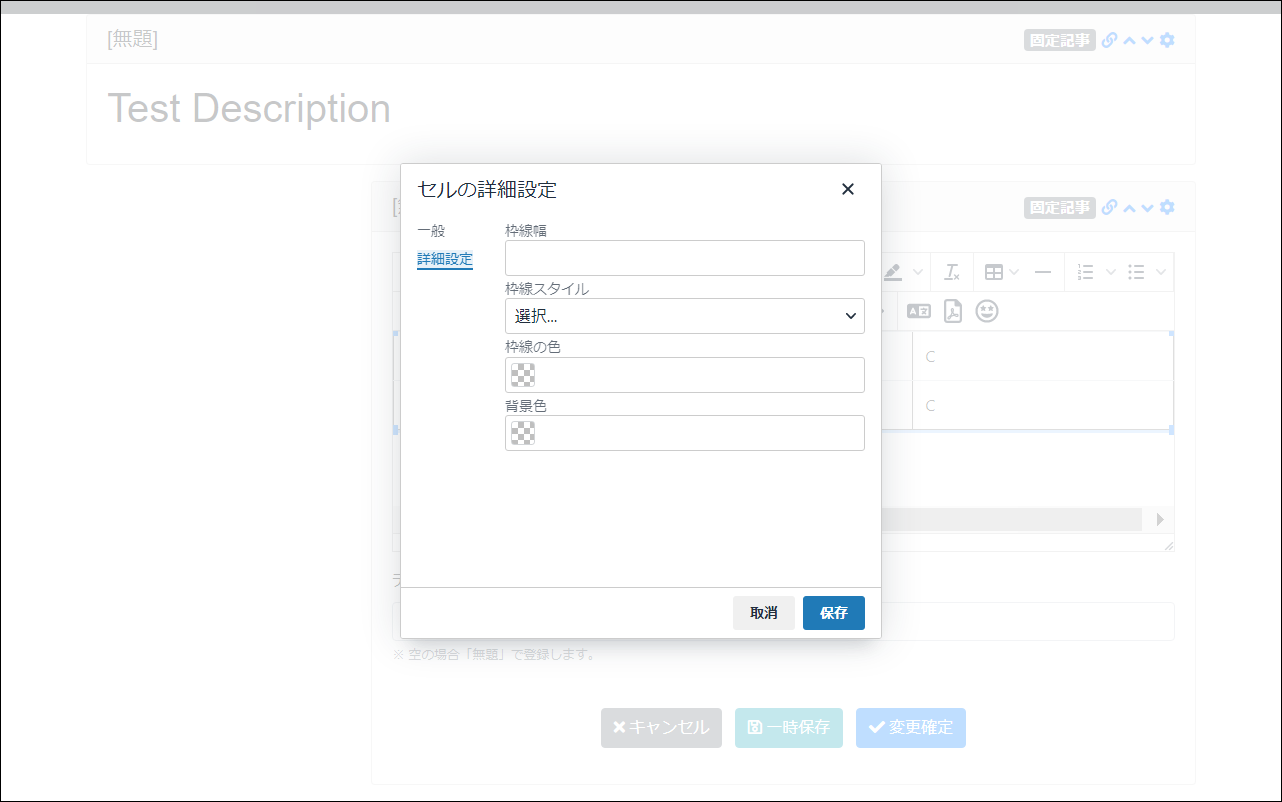 [無題]
固定記事
Test Description
セルの詳細設定
固定記事
一般
詳細設定
枠線幅
枠線スタイル
選択...
枠線の色
背景色
C
C
取消
保存
※ 空の場合「無題」で登録します。
キャンセル
一時保存
変更確定